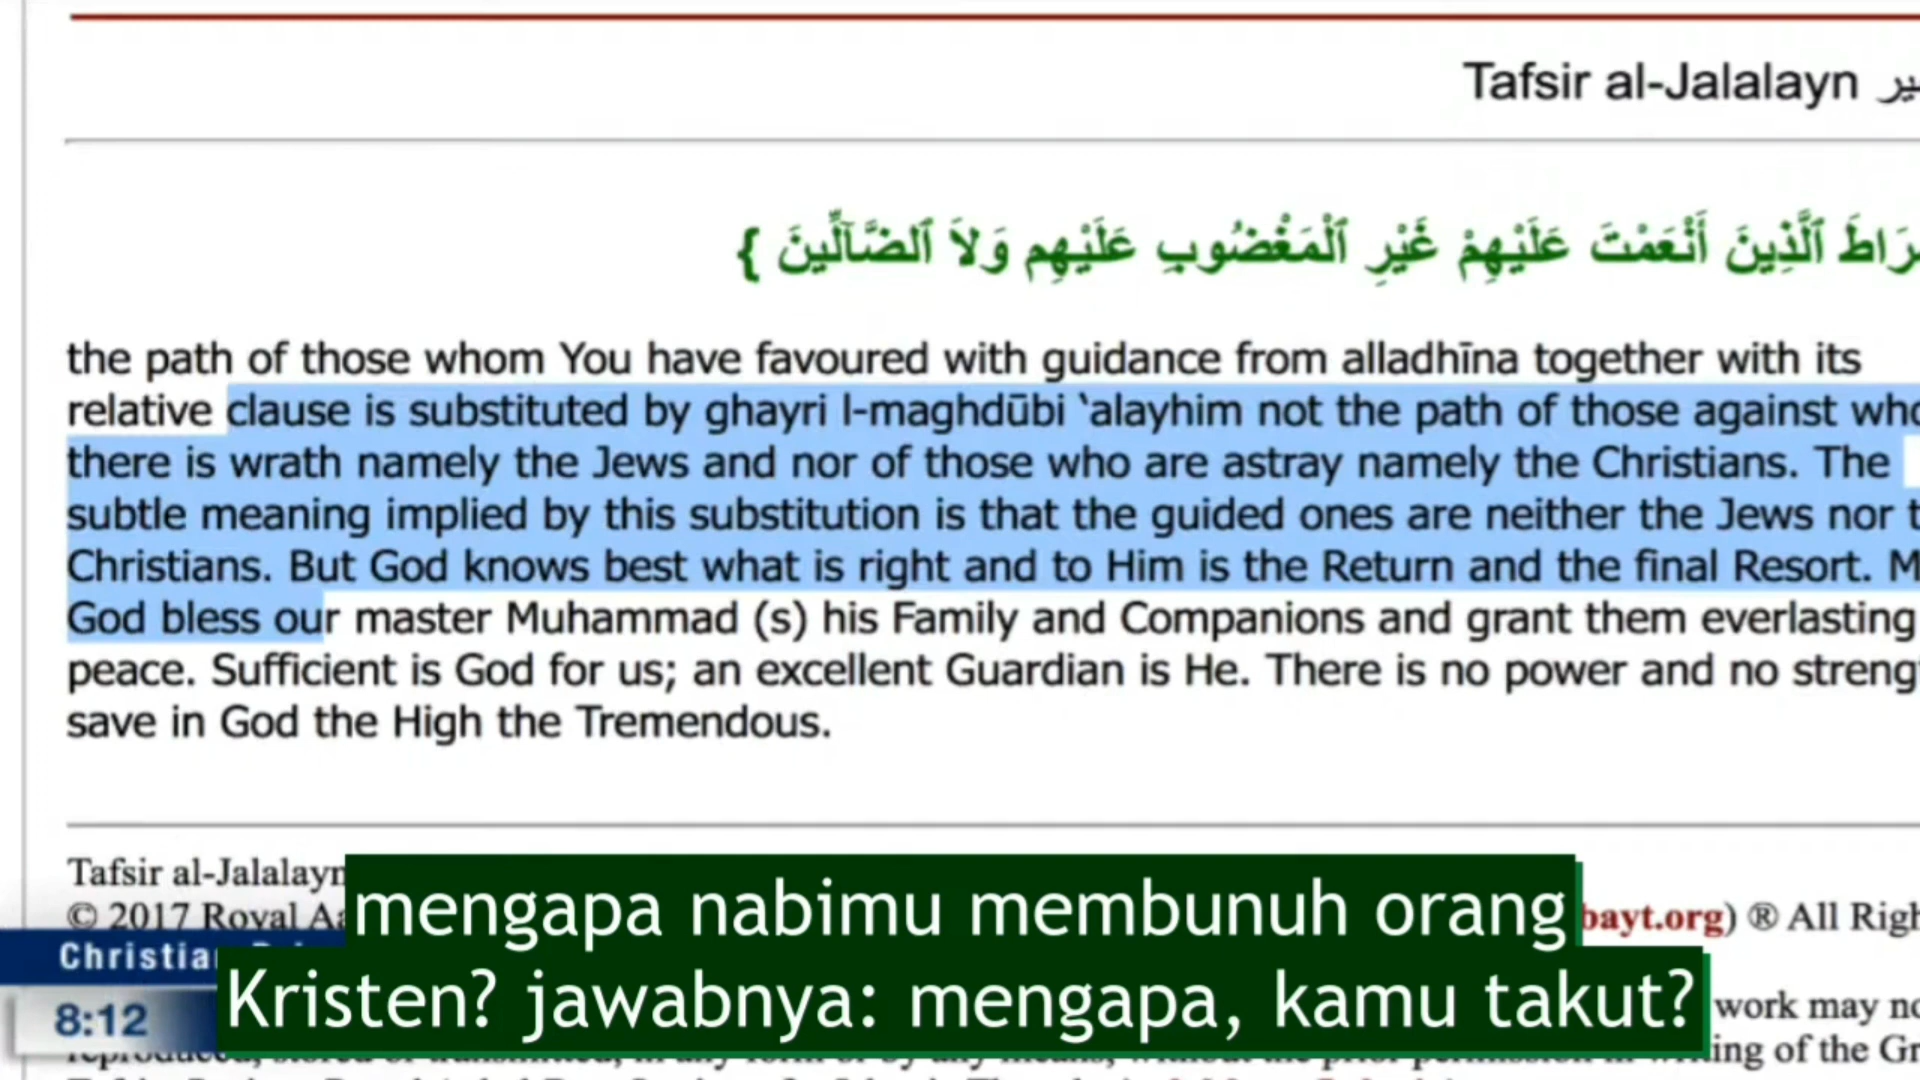 Tafsir al-Jalalayn
ٱلَّذِينَ أَنْعَمْتَ عَلَيْهِمْ غَيْرِ ٱلْمَغْضُوبِ عَلَيْهِم وَلاَ ٱلضَّآلِّينَ }
the path of those whom You have favoured with guidance from alladhīna together with its
relative clause is substituted by ghayri l-maghdūbi ‘alayhim not the path of those against
there is wrath namely the Jews and nor of those who are astray namely the Christians. The
subtle meaning implied by this substitution is that the guided ones are neither the Jews nor
Christians. But God knows best what is right and to Him is the Return and the final Resort.
God bless our master Muhammad (s) his Family and Companions and grant them everlasting
peace. Sufficient is God for us; an excellent Guardian is He. There is no power and no
save in God the High the Tremendous.
Tafsir al-Jalalayn
© 2017 Royal bayt.org) ® All
mengapa nabimu membunuh orang
Kristen? jawabnya: mengapa, kamu takut?
8:12
work may
of the